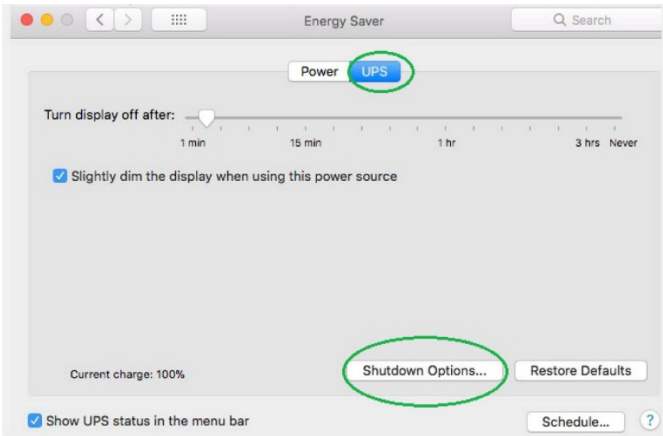 Energy Saver
Search
Power UPS
Turn display off after:
1 min 15 min 1 hr 3 hrs Never
Slightly dim the display when using this power source
Current charge: 100% Shutdown Options... Restore Defaults
Show UPS status in the menu bar Schedule... ?